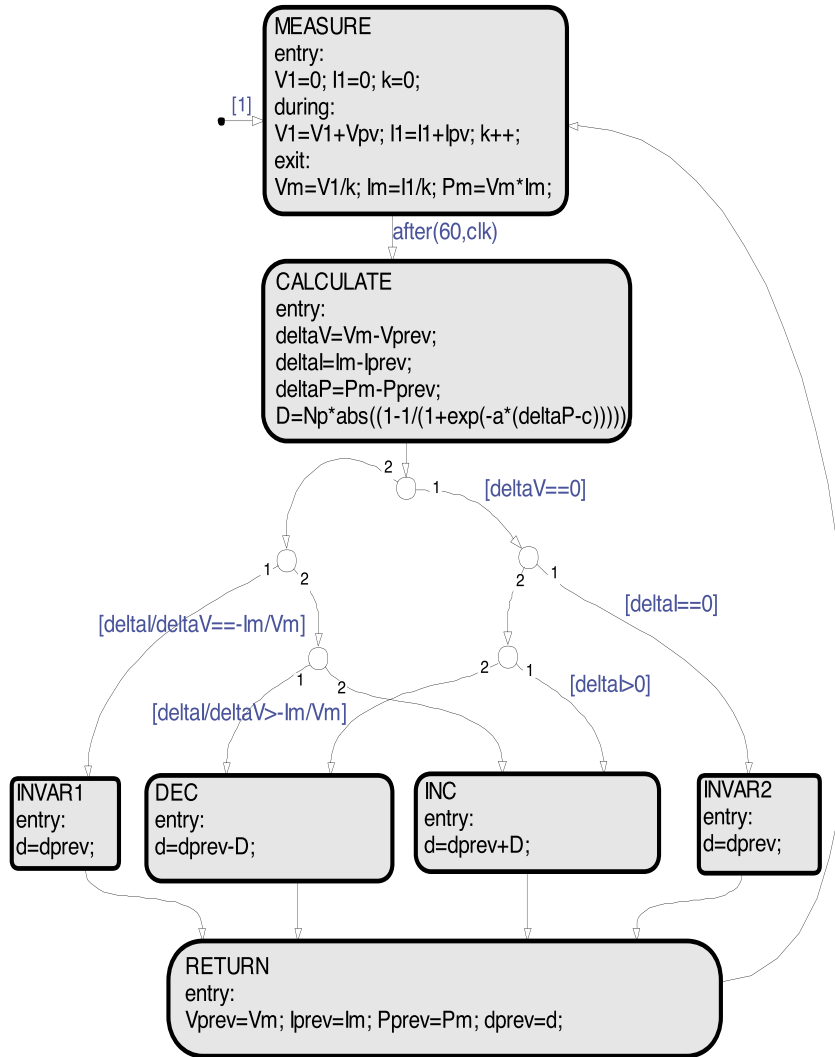 MEASURE
entry:
V1=0; I1=0; k=0;
during:
[1]
V1=V1+Vpv; I1=I1+Ipv; k++;
exit:
Vm=V1/k; Im=I1/k; Pm=Vm*Im;
after(60,clk)
CALCULATE
entry:
deltaV=Vm-Vprev;
deltaI=Im-Iprev;
deltaP=Pm-Pprev;
D=Np*abs((1-1/(1+exp(-a*(deltaP-c)))))
2
1
[deltaV==0]
1
2
2
1
[deltaI==0]
[deltaI/deltaV==-Im/Vm]
1
2
2
1
[deltaI>0]
[deltaI/deltaV>-Im/Vm]
INVAR1
entry:
d=dprev;
DEC
entry:
d=dprev-D;
INC
entry:
d=dprev+D;
INVAR2
entry:
d=dprev;
RETURN
entry:
Vprev=Vm; Iprev=Im; Pprev=Pm; dprev=d;